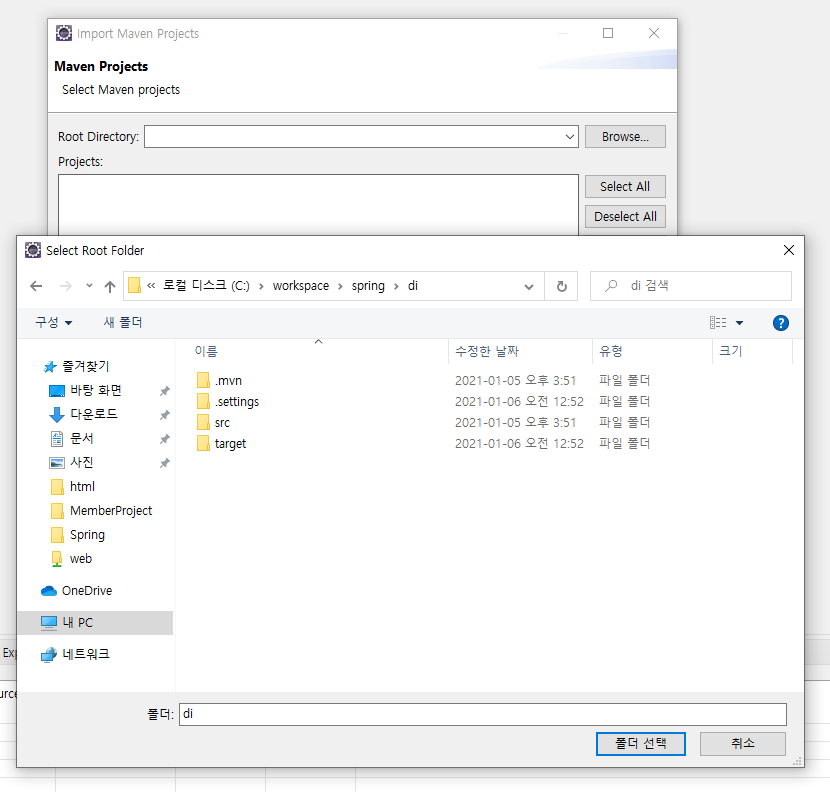 Import Maven Projects
Maven Projects
Select Maven projects
Root Directory:
Browse...
Projects:
Select All
Deselect All
Select Root Folder
« 로컬 디스크 (C:) › workspace › spring › di
di 검색
구성
새 폴더
이름
수정한 날짜
유형
크기
.mvn 2021-01-05 오후 3:51 파일 폴더
.settings 2021-01-06 오전 12:52 파일 폴더
src 2021-01-05 오후 3:51 파일 폴더
target 2021-01-06 오전 12:52 파일 폴더
즐겨찾기
바탕 화면
다운로드
문서
사진
html
MemberProject
Spring
web
OneDrive
내 PC
네트워크
폴더: di
폴더 선택
취소